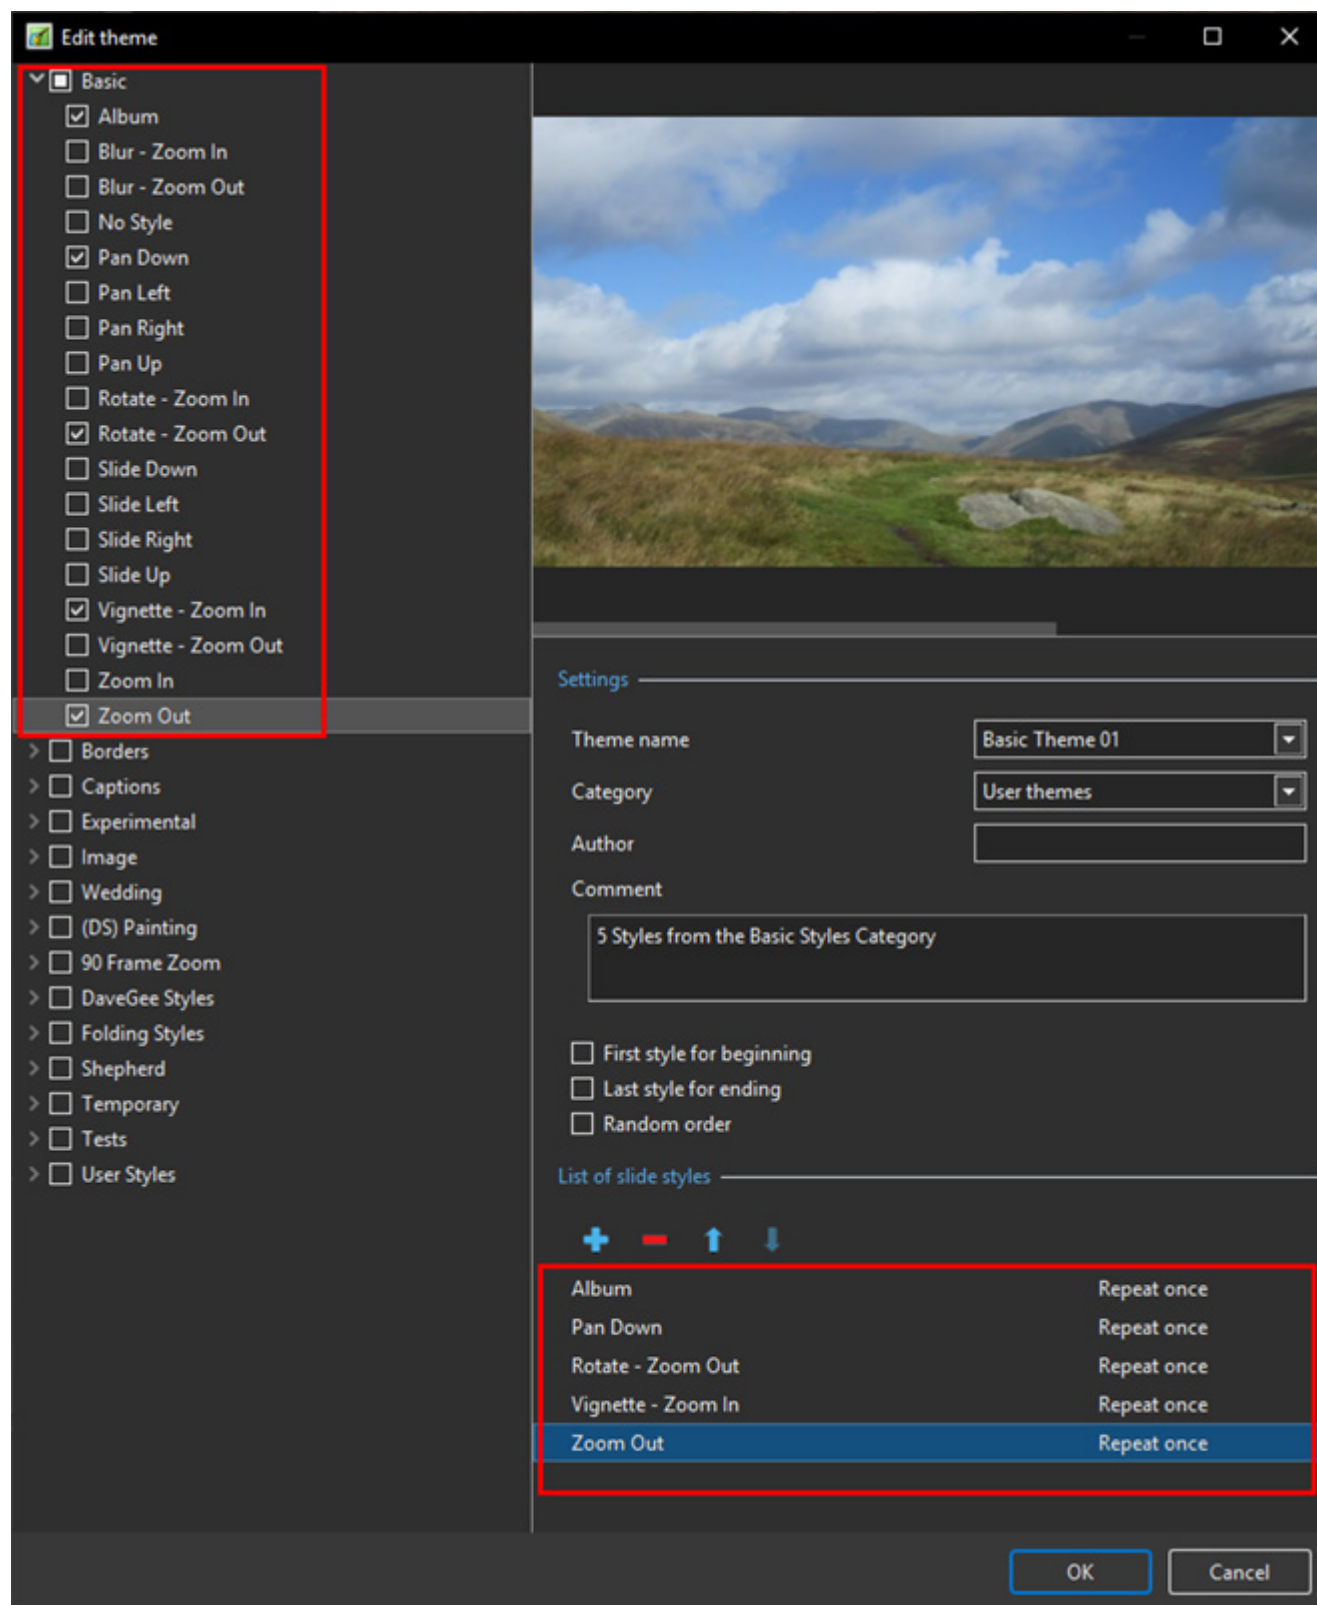 Edit theme
Basic
Album
Blur - Zoom In
Blur - Zoom Out
No Style
Pan Down
Pan Left
Pan Right
Pan Up
Rotate - Zoom In
Rotate - Zoom Out
Slide Down
Slide Left
Slide Right
Slide Up
Vignette - Zoom In
Vignette - Zoom Out
Zoom In
Zoom Out
Borders
Captions
Experimental
Image
Wedding
(DS) Painting
90 Frame Zoom
DaveGee Styles
Folding Styles
Shepherd
Temporary
Tests
User Styles
Settings
Theme name Basic Theme 01
Category User themes
Author
Comment
5 Styles from the Basic Styles Category
First style for beginning
Last style for ending
Random order
List of slide styles
Album Repeat once
Pan Down Repeat once
Rotate - Zoom Out Repeat once
Vignette - Zoom In Repeat once
Zoom Out Repeat once
OK Cancel